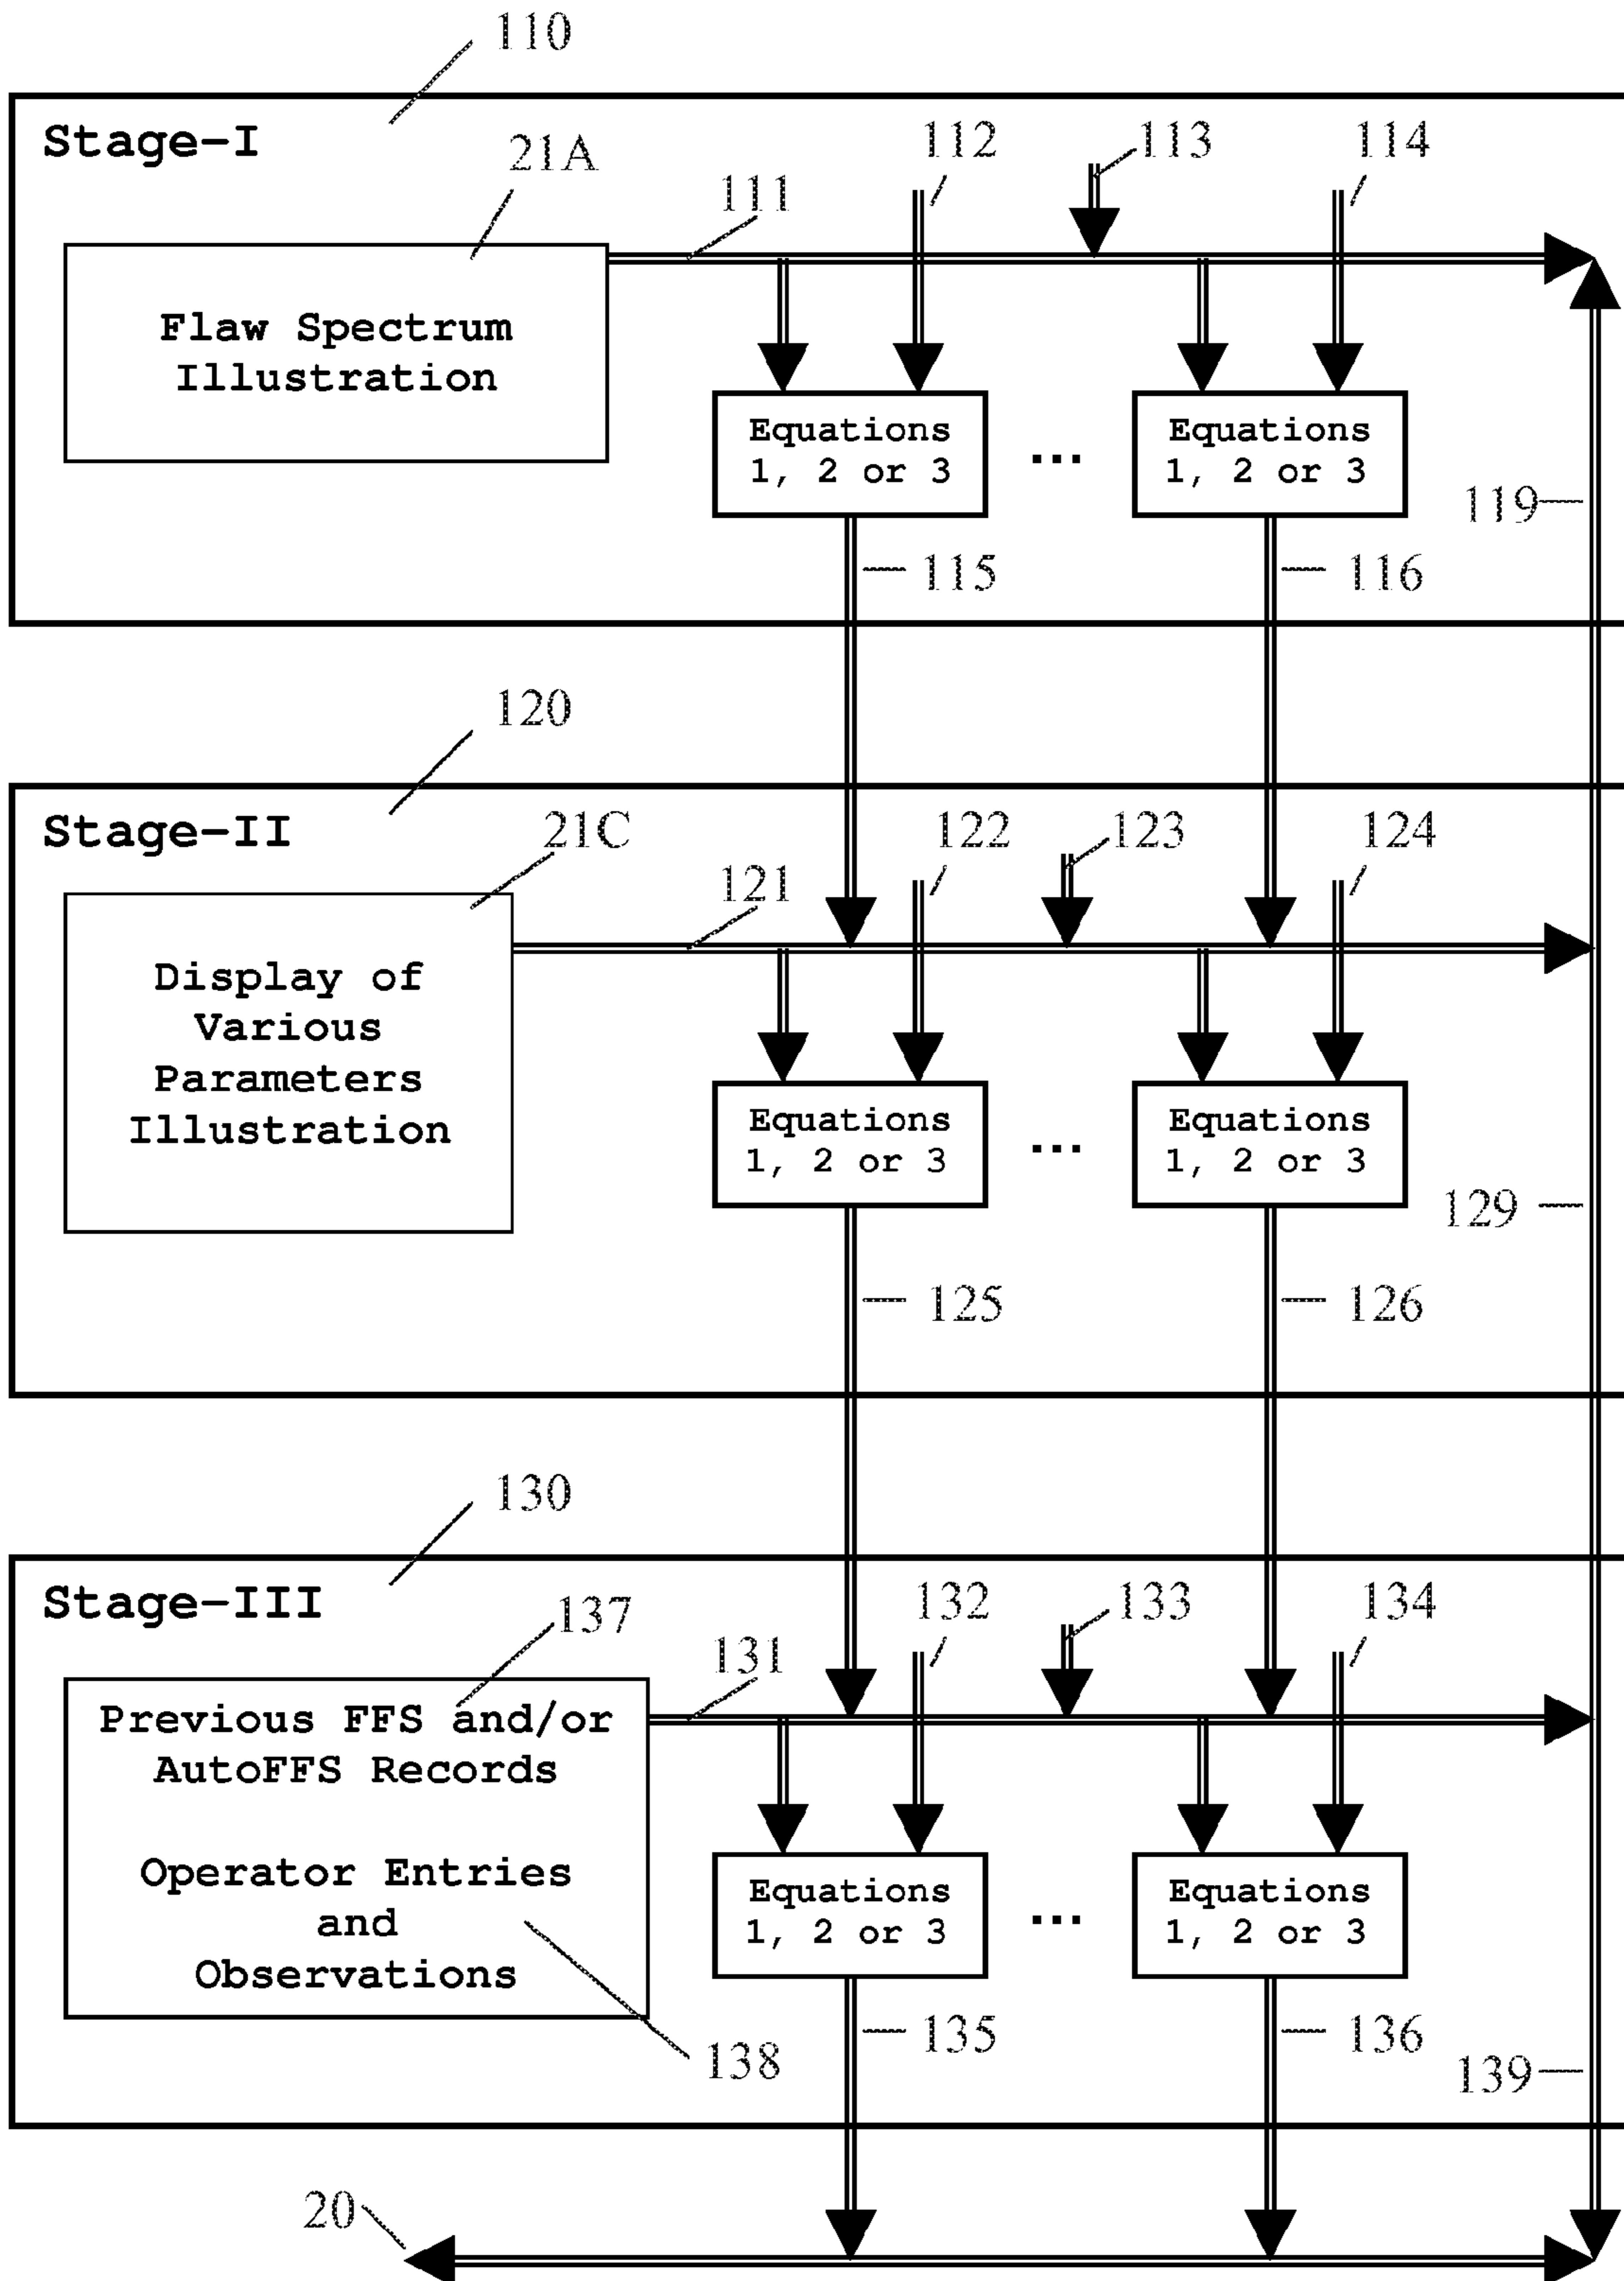 110
Stage-I
21A
112
113
114
111
Flaw Spectrum
Illustration
Equations
1, 2 or 3
...
Equations
1, 2 or 3
119
115
116
120
Stage-II
21C
122
123
124
121
Display of
Various
Parameters
Illustration
Equations
1, 2 or 3
...
Equations
1, 2 or 3
129
125
126
130
Stage-III
137
132
133
134
131
Previous FFS and/or
AutoFFS Records
Operator Entries
and
Observations
Equations
1, 2 or 3
...
Equations
1, 2 or 3
135
136
138
139
20